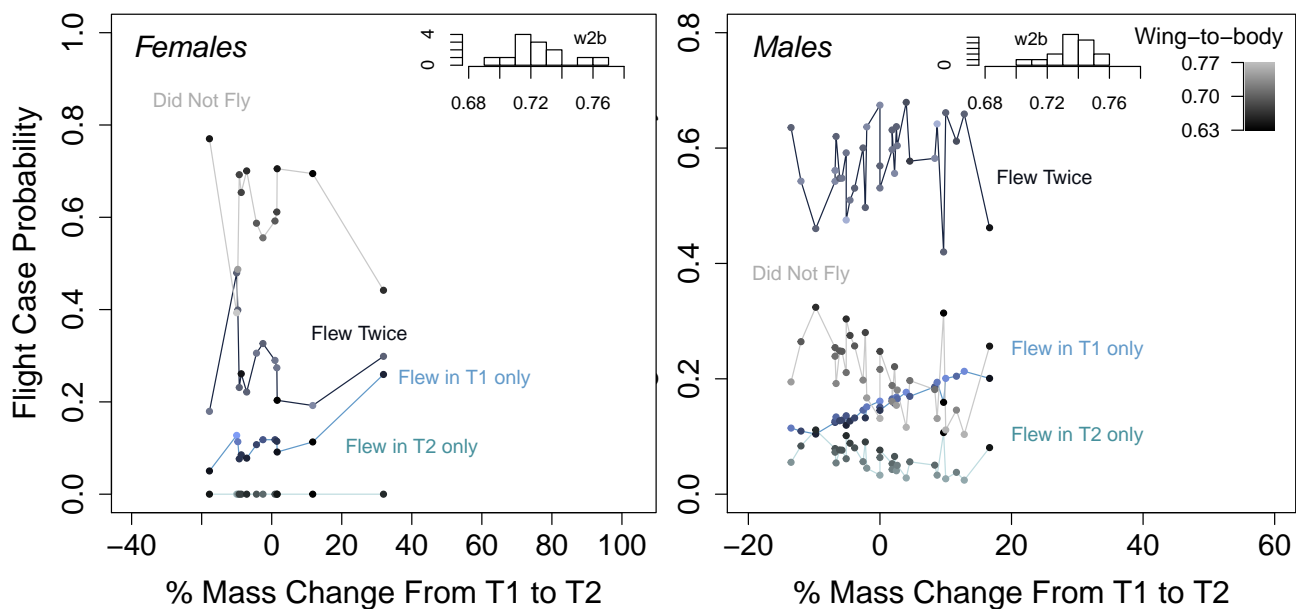 Females
4
0
w2b
0.68 0.72 0.76
Did Not Fly
Flew Twice
Flew in T1 only
Flew in T2 only
Flight Case Probability
1.0
0.8
0.6
0.4
0.2
0.0
−40 0 20 40 60 80 100
% Mass Change From T1 to T2
Males
0
w2b
0.68 0.72 0.76
Wing−to−body
0.77
0.70
0.63
Flew Twice
Did Not Fly
Flew in T1 only
Flew in T2 only
0.8
0.6
0.4
0.2
0.0
−20 0 20 40 60
% Mass Change From T1 to T2